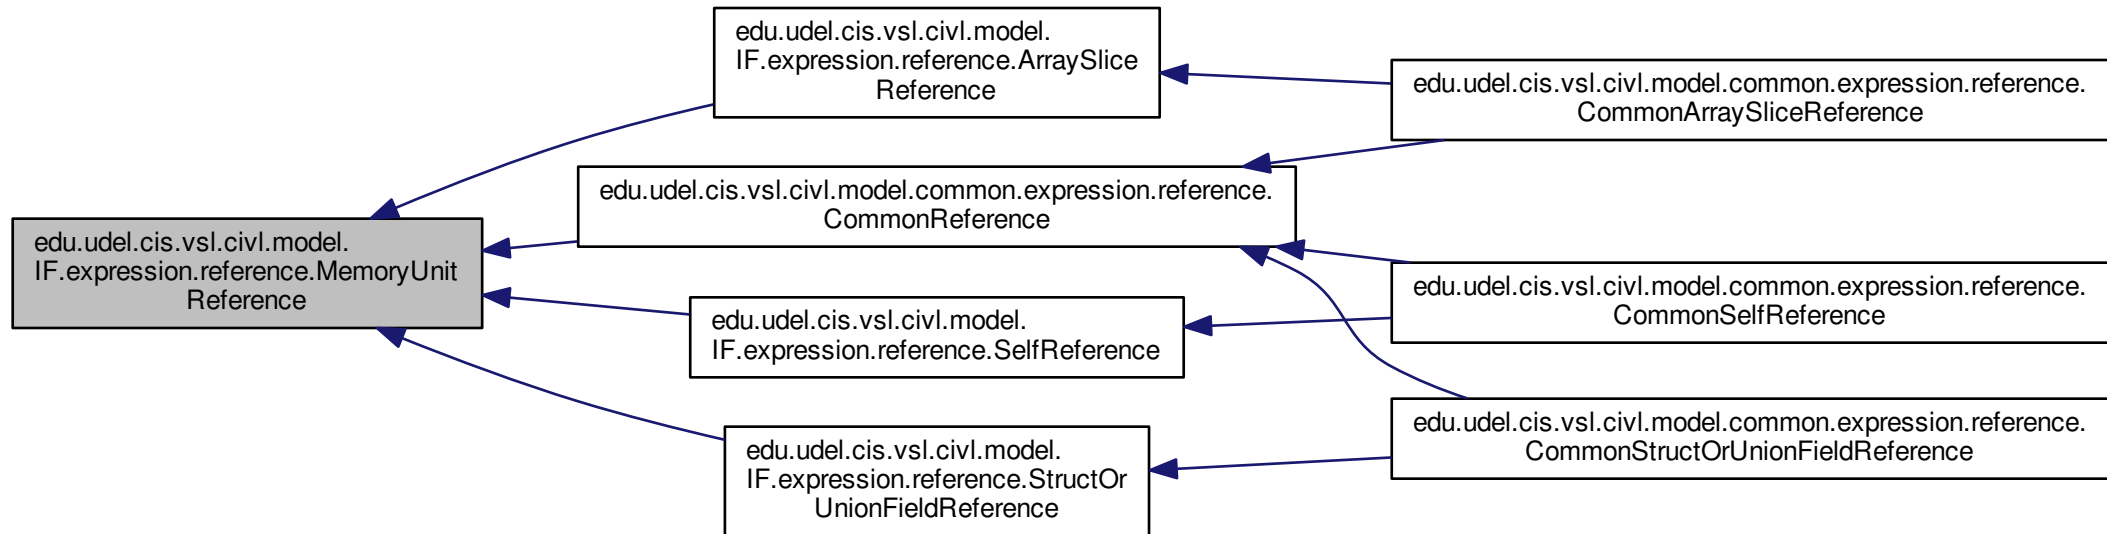 edu.udel.cis.vsl.civl.model.
IF.expression.reference.MemoryUnit
Reference
edu.udel.cis.vsl.civl.model.
IF.expression.reference.ArraySlice
Reference
edu.udel.cis.vsl.civl.model.common.expression.reference.
CommonReference
edu.udel.cis.vsl.civl.model.
IF.expression.reference.SelfReference
edu.udel.cis.vsl.civl.model.
IF.expression.reference.StructOr
UnionFieldReference
edu.udel.cis.vsl.civl.model.common.expression.reference.
CommonArraySliceReference
edu.udel.cis.vsl.civl.model.common.expression.reference.
CommonSelfReference
edu.udel.cis.vsl.civl.model.common.expression.reference.
CommonStructOrUnionFieldReference